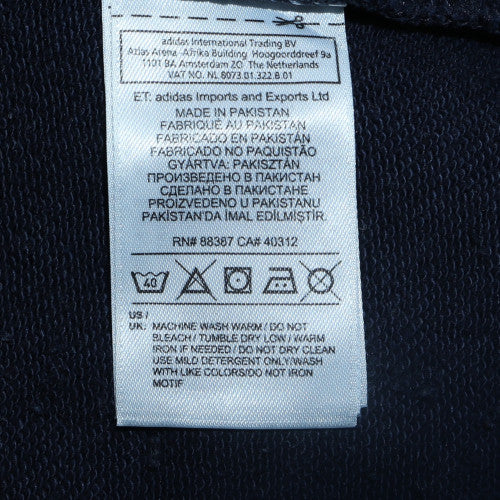 adidas International Trading BV
Atlas Arena -Afrika Building Hoogoorddreef 9a
1101 BA Amsterdam ZO The Netherlands
VAT NO. NL 8073.01.322.B.01
ET: adidas Imports and Exports Ltd
MADE IN PAKISTAN
FABRIQUÉ AU PAKISTAN
FABRICADO EN PAKISTÁN
FABRICADO NO PAQUISTÃO
GYÁRTVA: PAKISZTÁN
ПРОИЗВЕДЕНО В ПАКИСТАН
СДЕЛАНО В ПАКИСТАНЕ
PROIZVEDENO U PAKISTANU
PAKİSTAN'DA İMAL EDİLMİŞTİR.
RN# 88387 CA# 40312
40
US /
UK: MACHINE WASH WARM / DO NOT
BLEACH / TUMBLE DRY LOW / WARM
IRON IF NEEDED / DO NOT DRY CLEAN
USE MILD DETERGENT ONLY/WASH
WITH LIKE COLORS/DO NOT IRON
MOTIF